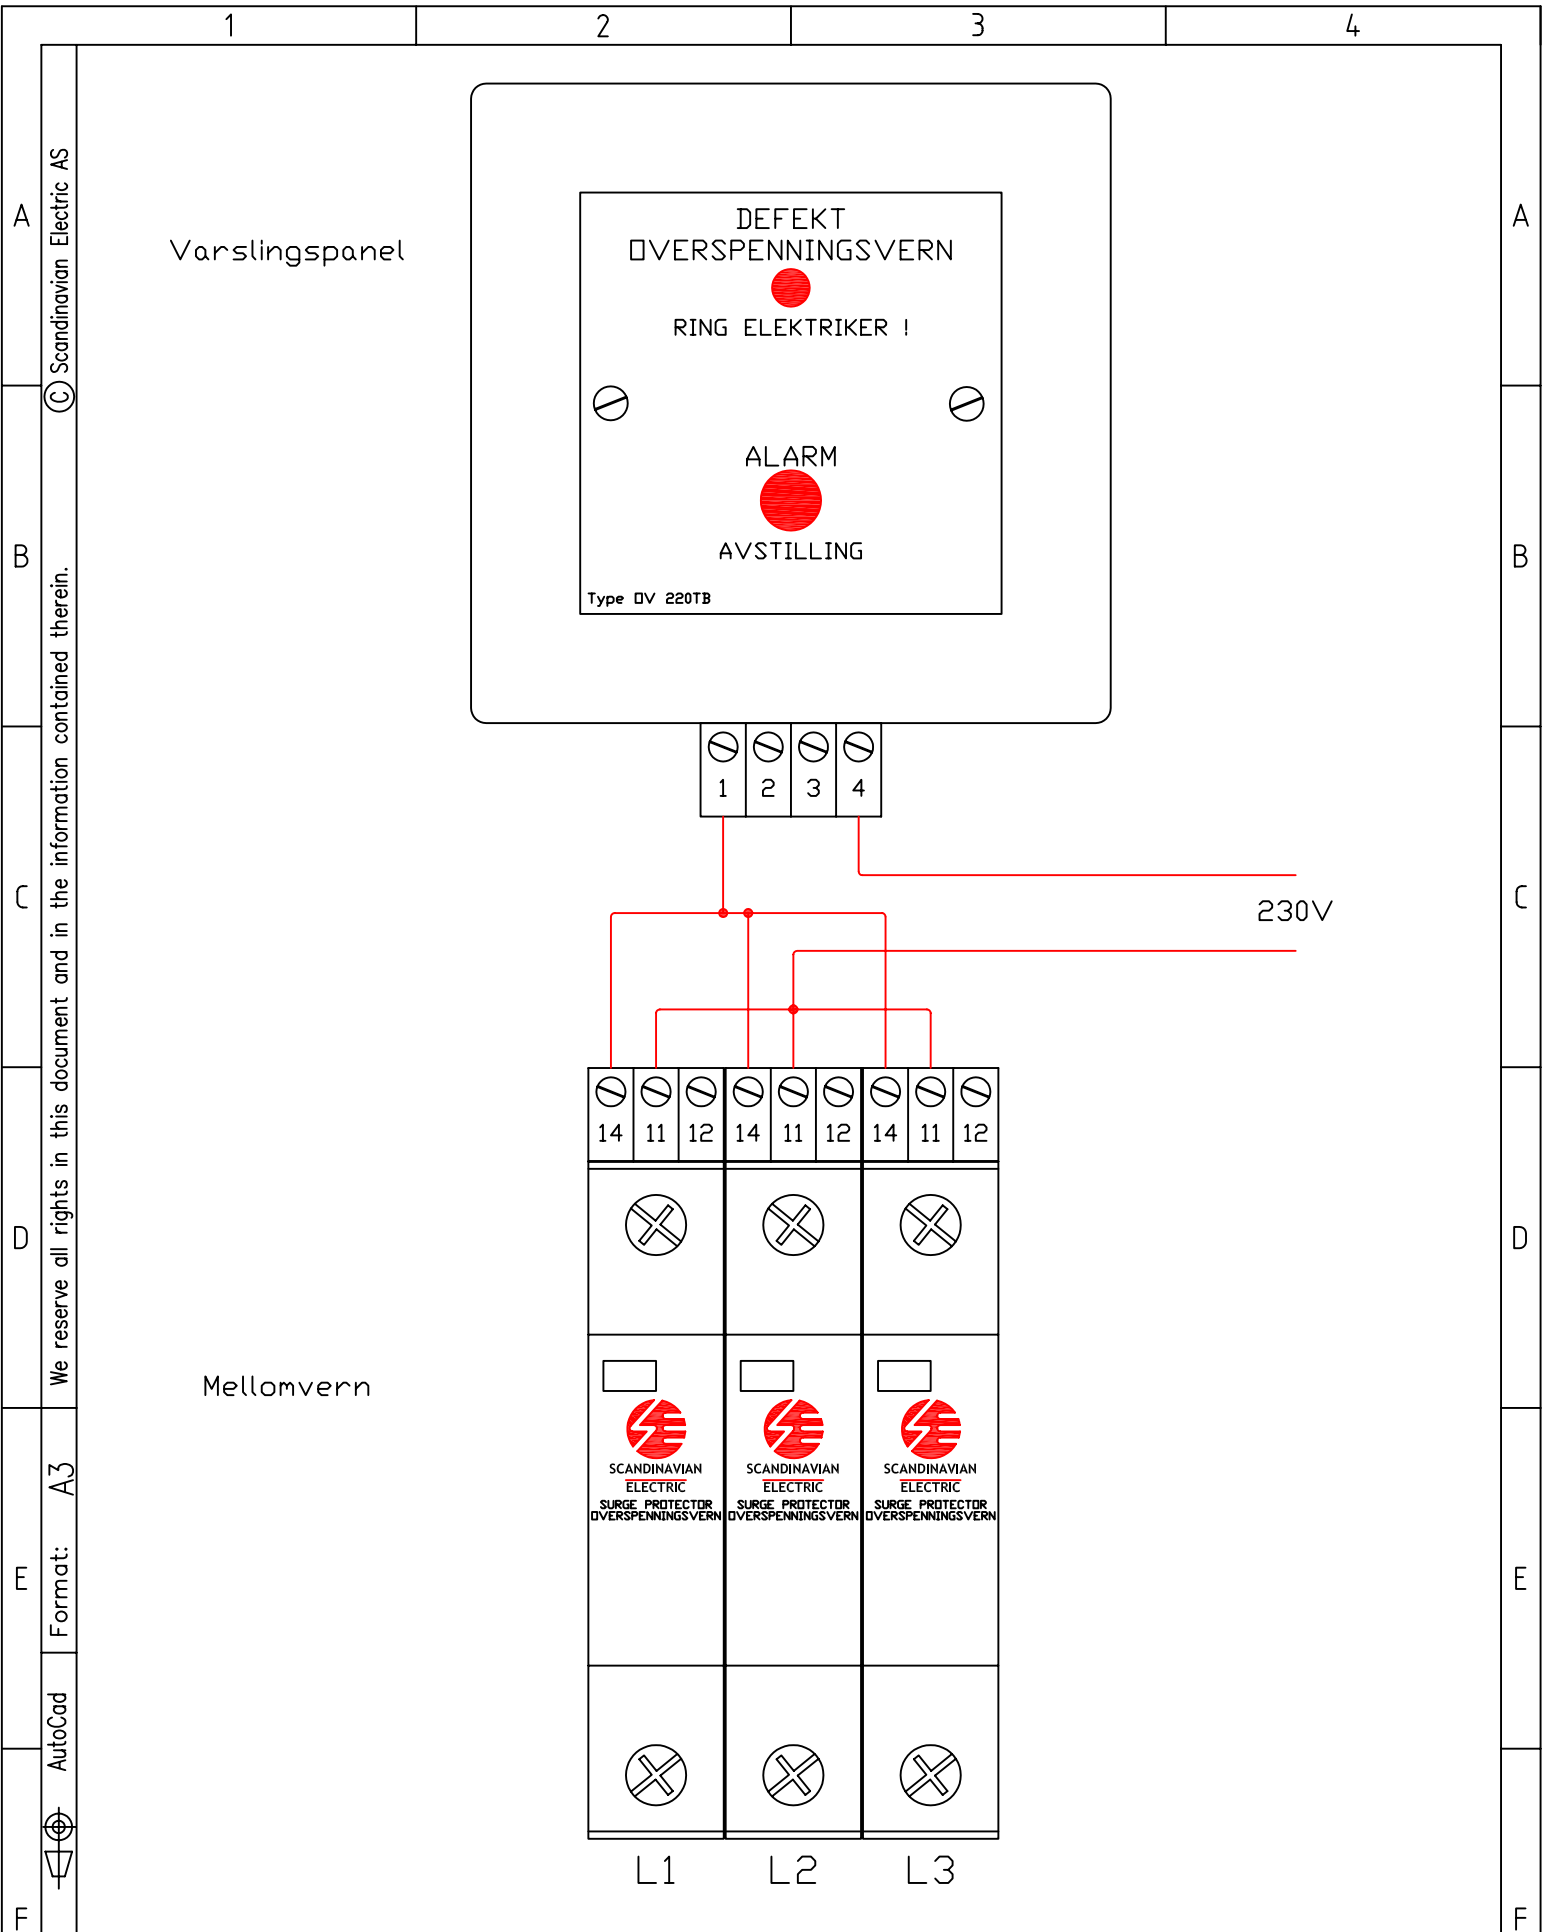 1 2 3 4
A A
B B
C C
D D
E E
F F
© Scandinavian Electric AS
We reserve all rights in this document and in the information contained therein.
Format: A3
AutoCad
Varslingspanel
DEFEKT
OVERSPENNINGSVERN
RING ELEKTRIKER !
ALARM
AVSTILLING
Type OV 220TB
1 2 3 4
230V
14 11 12 14 11 12 14 11 12
Mellomvern
SCANDINAVIAN
ELECTRIC
SURGE PROTECTOR
OVERSPENNINGSVERN
SCANDINAVIAN
ELECTRIC
SURGE PROTECTOR
OVERSPENNINGSVERN
SCANDINAVIAN
ELECTRIC
SURGE PROTECTOR
OVERSPENNINGSVERN
L1 L2 L3